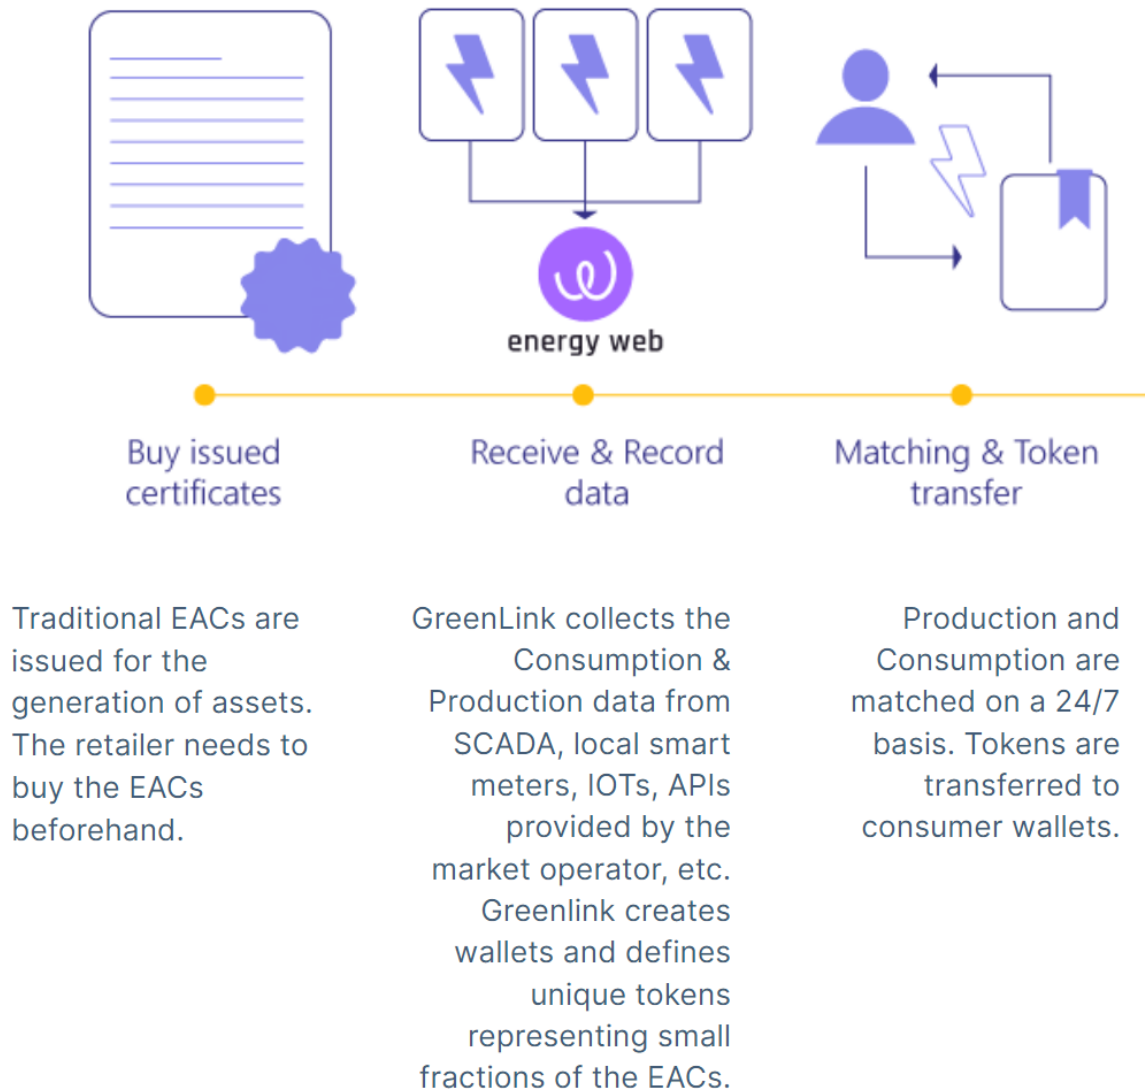 energy web
Buy issued
certificates
Receive & Record
data
Matching & Token
transfer
Traditional EACs are
issued for the
generation of assets.
The retailer needs to
buy the EACs
beforehand.
GreenLink collects the
Consumption &
Production data from
SCADA, local smart
meters, IOTs, APIs
provided by the
market operator, etc.
Greenlink creates
wallets and defines
unique tokens
representing small
fractions of the EACs.
Production and
Consumption are
matched on a 24/7
basis. Tokens are
transferred to
consumer wallets.